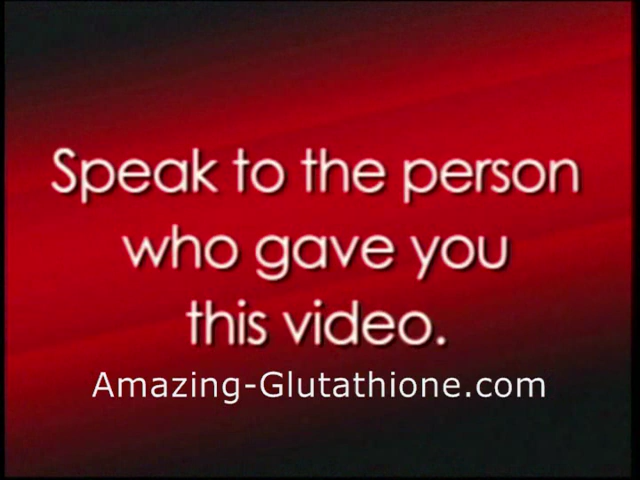 Speak to the person
who gave you
this video.
Amazing-Glutathione.com